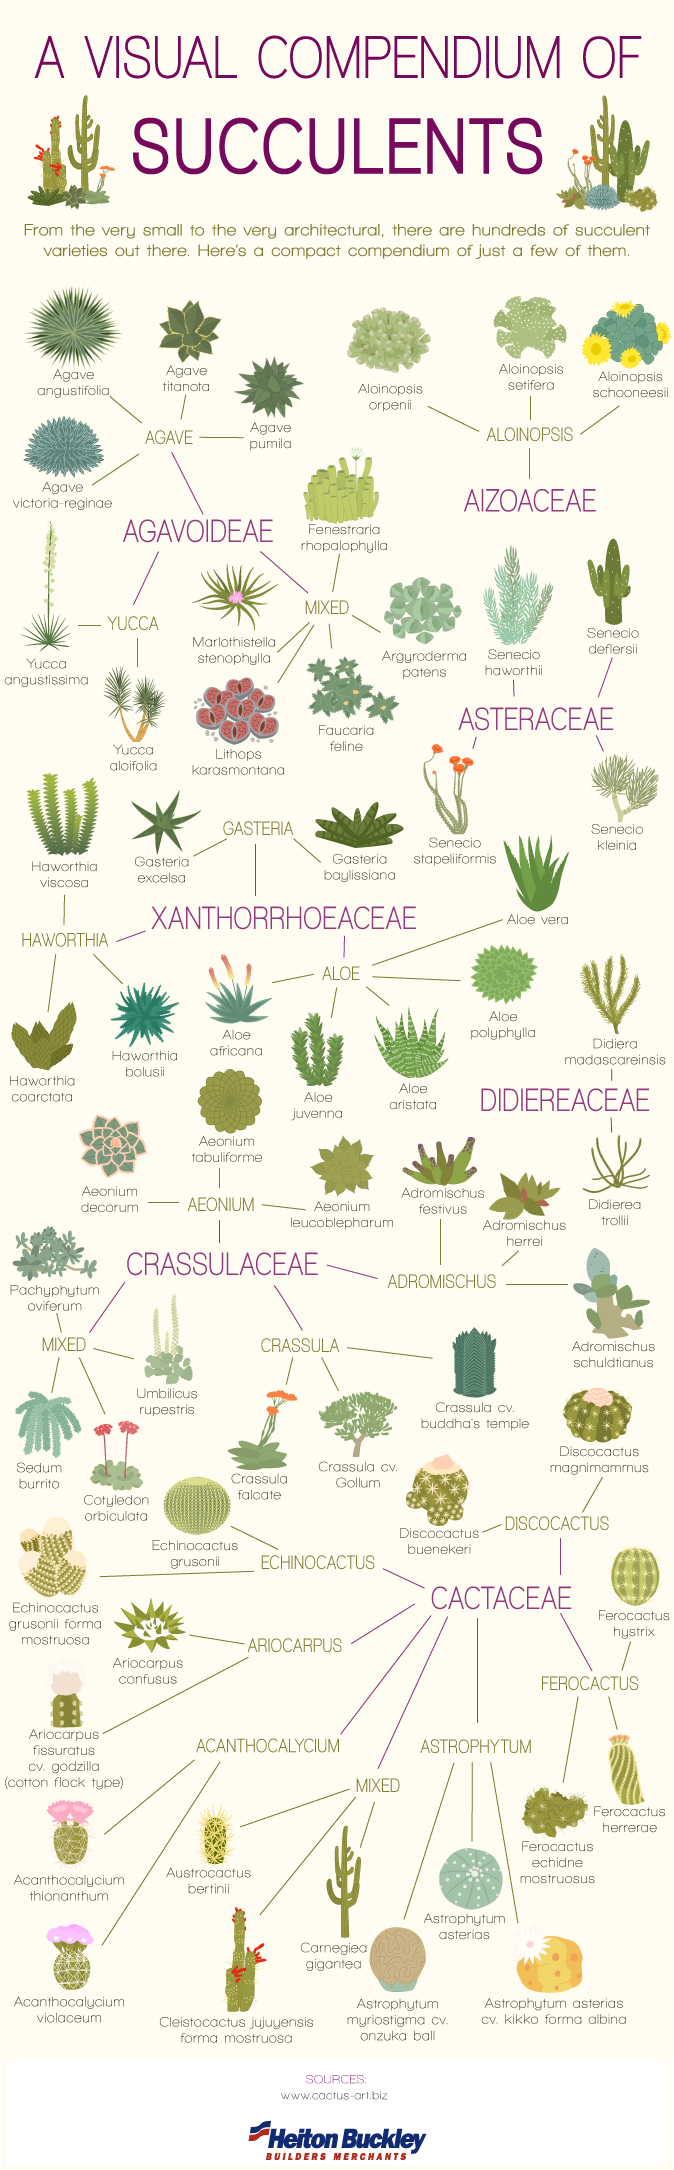 A VISUAL COMPENDIUM OF
SUCCULENTS
From the very small to the very architectural, there are hundreds of succulent
varieties out there. Here's a compact compendium of just a few of them.
Agave
angustifolia
Agave
titanota
Agave
pumila
Agave
victoria-reginae
AGAVE
Aloinopsis
orpenii
Aloinopsis
setifera
Aloinopsis
schooneesii
ALOINOPSIS
AIZOACEAE
AGAVOIDEAE
Fenestraria
rhopalophylla
YUCCA
Yucca
angustissima
Yucca
aloifolia
MIXED
Marlothistella
stenophylla
Argyroderma
patens
Lithops
karasmontana
Faucaria
feline
Senecio
haworthii
Senecio
deflersii
ASTERACEAE
Senecio
stapeliiformis
Senecio
kleinia
Haworthia
viscosa
Gasteria
excelsa
GASTERIA
Gasteria
baylissiana
XANTHORRHOEACEAE
Aloe vera
HAWORTHIA
ALOE
Haworthia
coarctata
Haworthia
bolusii
Aloe
africana
Aloe
juvenna
Aloe
aristata
Aloe
polyphylla
Didiera
madascareinsis
DIDIEREACEAE
Didierea
trollii
Aeonium
tabuliforme
Aeonium
decorum
AEONIUM
Aeonium
leucoblepharum
Adromischus
festivus
Adromischus
herrei
CRASSULACEAE
ADROMISCHUS
Adromischus
schuldtianus
Pachyphytum
oviferum
MIXED
Umbilicus
rupestris
Sedum
burrito
Cotyledon
orbiculata
CRASSULA
Crassula
falcate
Crassula cv.
Gollum
Crassula cv.
buddha's temple
Discocactus
magnimammus
Discocactus
buenekeri
DISCOCACTUS
Echinocactus
grusonii
ECHINOCACTUS
Echinocactus
grusonii forma
mostruosa
CACTACEAE
Ferocactus
hystrix
Ariocarpus
confusus
ARIOCARPUS
Ariocarpus
fissuratus
cv. godzilla
(cotton flock type)
FEROCACTUS
Ferocactus
herrerae
Ferocactus
echidne
mostruosus
ACANTHOCALYCIUM
ASTROPHYTUM
MIXED
Acanthocalycium
thionanthum
Acanthocalycium
violaceum
Austrocactus
bertinii
Cleistocactus jujuyensis
forma mostruosa
Carnegiea
gigantea
Astrophytum
asterias
Astrophytum
myriostigma cv.
onzuka ball
Astrophytum asterias
cv. kikko forma albina
SOURCES:
www.cactus-art.biz
Heiton Buckley
BUILDERS MERCHANTS